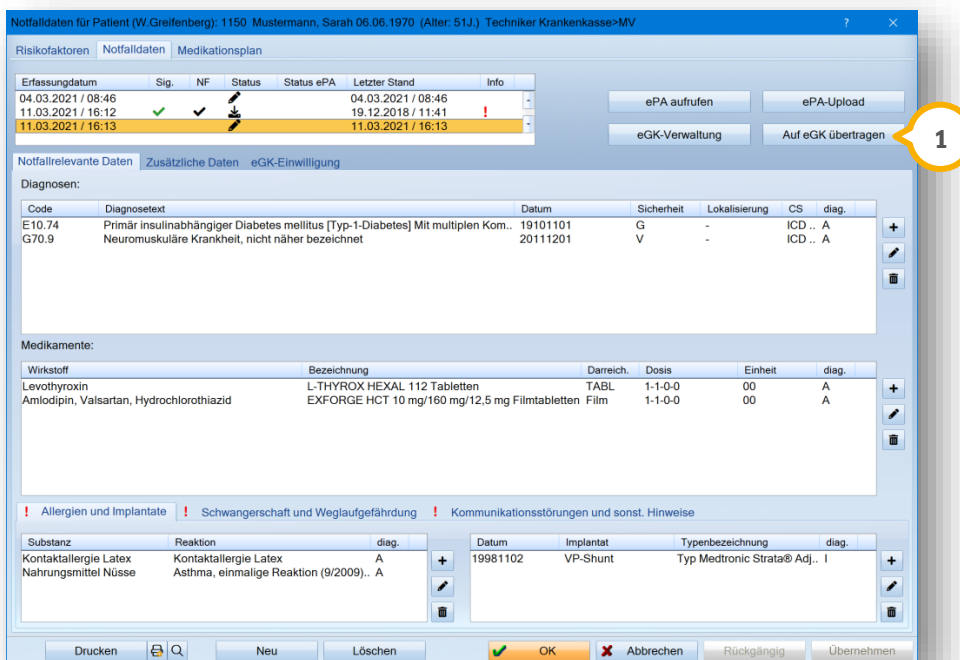 Notfalldaten für Patient (W.Greifenberg): 1150 Mustermann, Sarah 06.06.1970 (Alter: 51J.) Techniker Krankenkasse>MV ?
Risikofaktoren Notfalldaten Medikationsplan
Erfassungdatum Sig. NF Status Status ePA Letzter Stand Info
04.03.2021 / 08:46 04.03.2021 / 08:46
11.03.2021 / 16:12 19.12.2018 / 11:41 !
11.03.2021 / 16:13 11.03.2021 / 16:13
ePA aufrufen ePA-Upload
eGK-Verwaltung Auf eGK übertragen 1
Notfallrelevante Daten Zusätzliche Daten eGK-Einwilligung
Diagnosen:
Code Diagnosetext Datum Sicherheit Lokalisierung CS diag.
E10.74 Primär insulinabhängiger Diabetes mellitus [Typ-1-Diabetes] Mit multiplen Kom.. 19101101 G - ICD .. A
G70.9 Neuromuskuläre Krankheit, nicht näher bezeichnet 20111201 V - ICD .. A
Medikamente:
Wirkstoff Bezeichnung Darreich. Dosis Einheit diag.
Levothyroxin L-THYROX HEXAL 112 Tabletten TABL 1-1-0-0 00 A
Amlodipin, Valsartan, Hydrochlorothiazid EXFORGE HCT 10 mg/160 mg/12,5 mg Filmtabletten Film 1-1-0-0 00 A
! Allergien und Implantate ! Schwangerschaft und Weglaufgefährdung ! Kommunikationsstörungen und sonst. Hinweise
Substanz Reaktion diag. Datum Implantat Typenbezeichnung diag.
Kontaktallergie Latex Kontaktallergie Latex A 19981102 VP-Shunt Typ Medtronic Strata® Adj.. I
Nahrungsmittel Nüsse Asthma, einmalige Reaktion (9/2009).. A
Drucken Neu Löschen OK Abbrechen Rückgängig Übernehmen